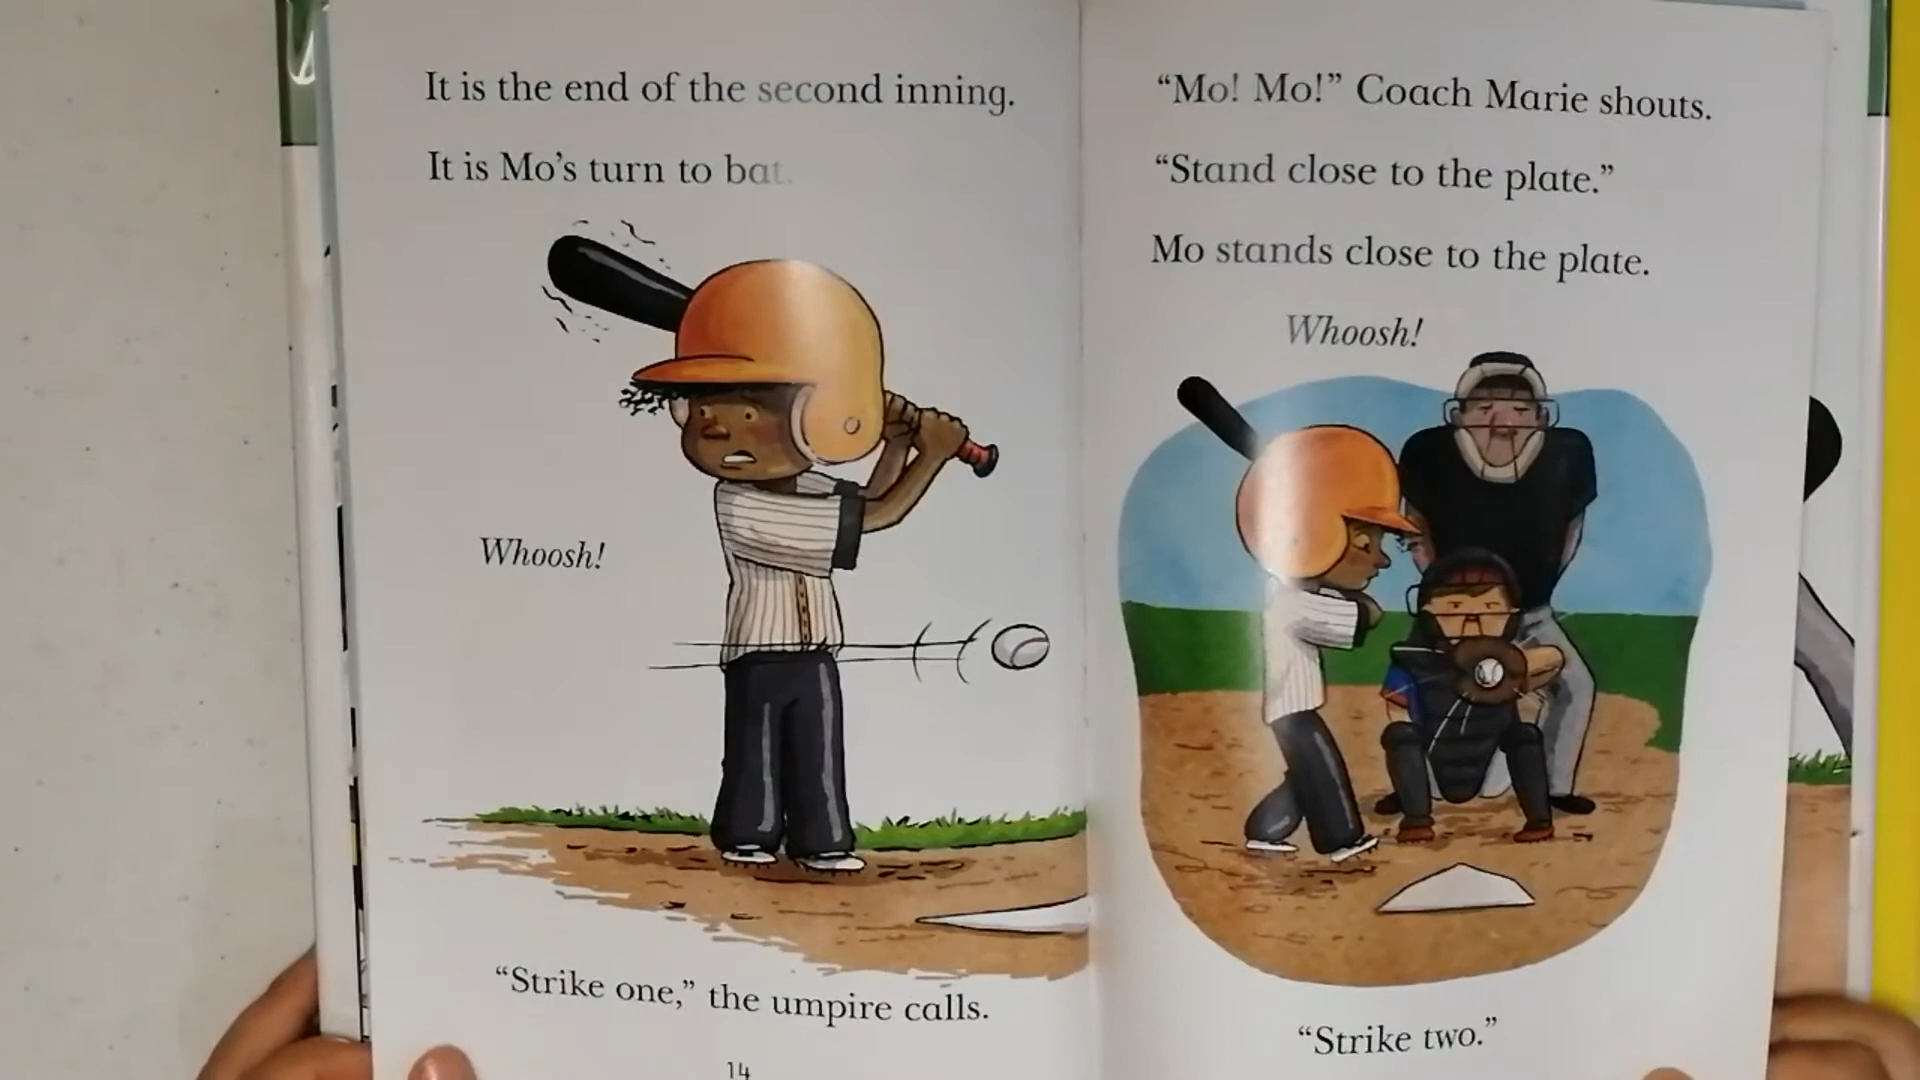 It is the end of the second inning.
It is Mo’s turn to bat.
Whoosh!
“Strike one,” the umpire calls.
14
“Mo! Mo!” Coach Marie shouts.
“Stand close to the plate.”
Mo stands close to the plate.
Whoosh!
“Strike two.”